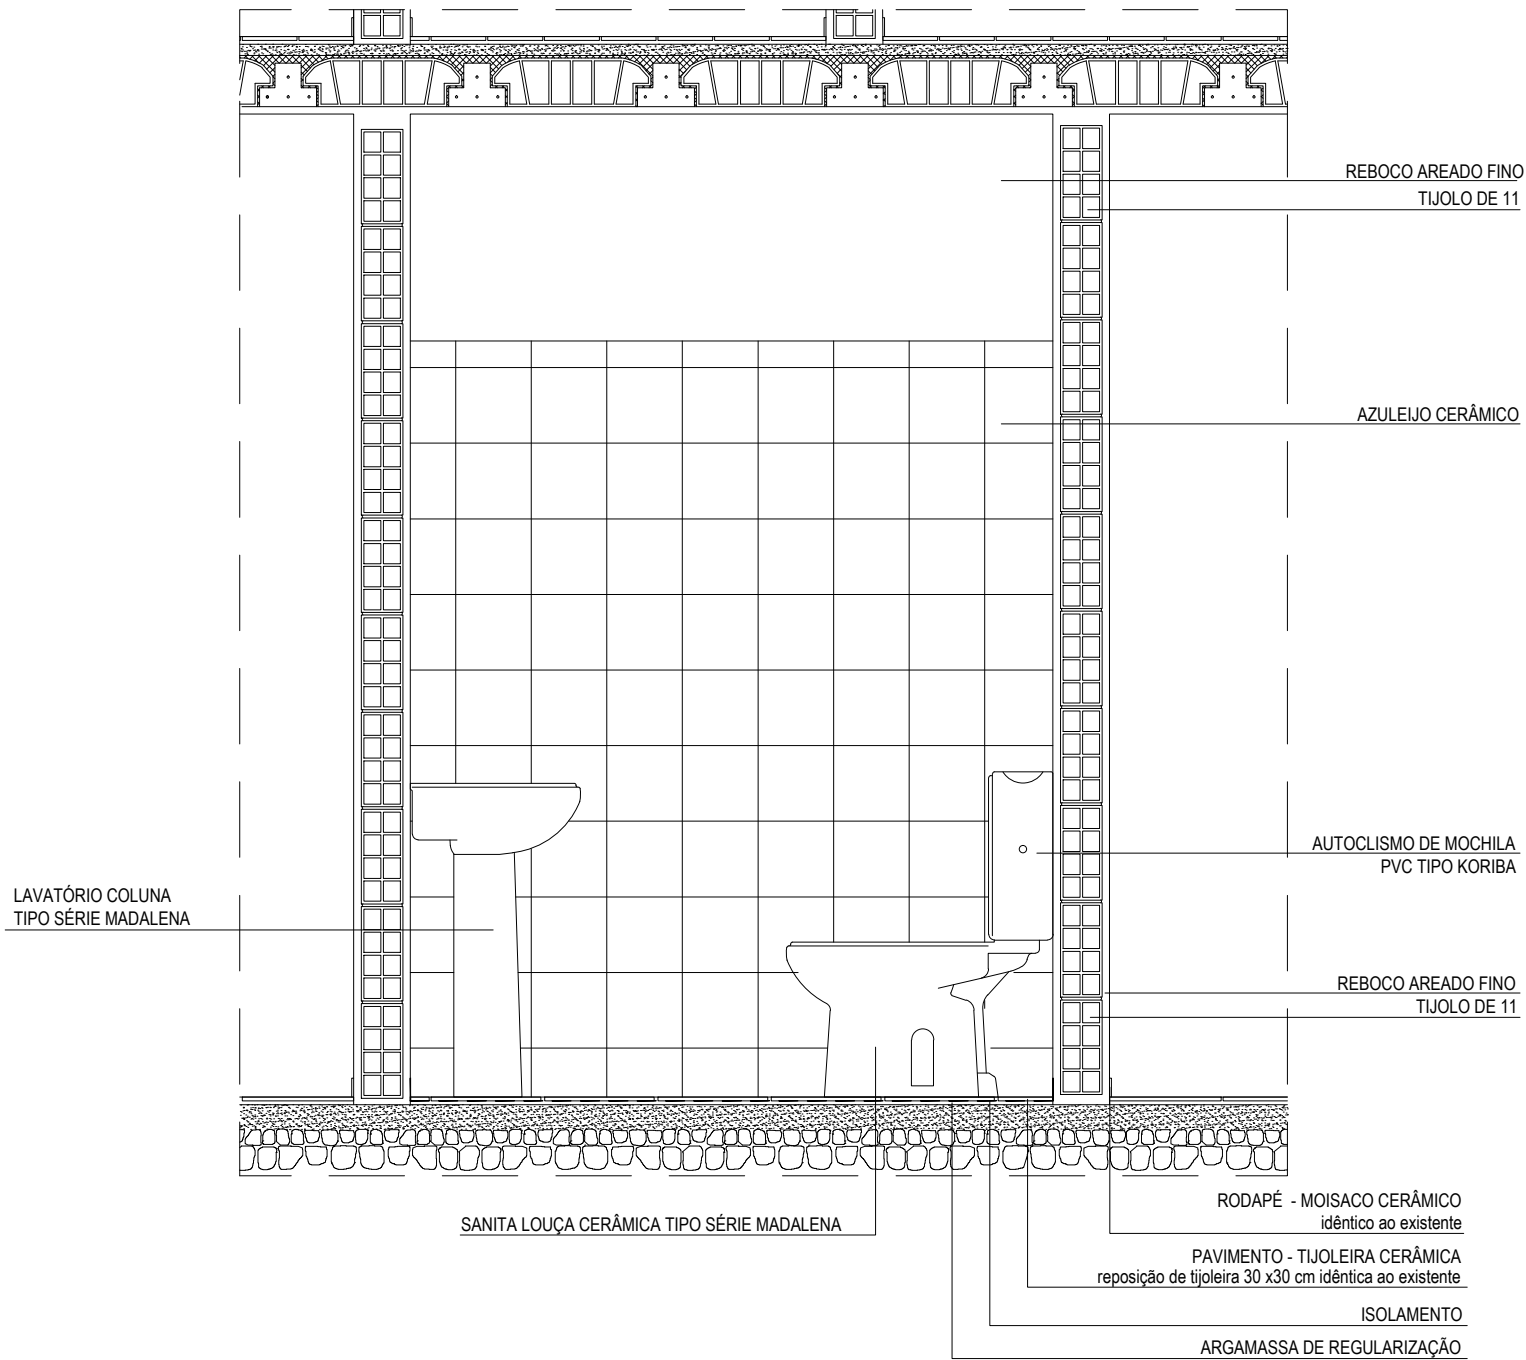 REBOCO AREADO FINO
TIJOLO DE 11
AZULEIJO CERÂMICO
AUTOCLISMO DE MOCHILA
PVC TIPO KORIBA
LAVATÓRIO COLUNA
TIPO SÉRIE MADALENA
REBOCO AREADO FINO
TIJOLO DE 11
SANITA LOUÇA CERÂMICA TIPO SÉRIE MADALENA
RODAPÉ - MOISACO CERÂMICO
idêntico ao existente
PAVIMENTO - TIJOLEIRA CERÂMICA
reposição de tijoleira 30 x30 cm idêntica ao existente
ISOLAMENTO
ARGAMASSA DE REGULARIZAÇÃO